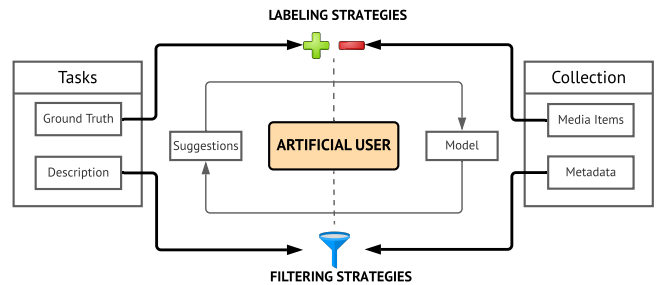 LABELING STRATEGIES
Tasks
Collection
Ground Truth
Media Items
Suggestions
ARTIFICIAL USER
Model
Description
Metadata
FILTERING STRATEGIES